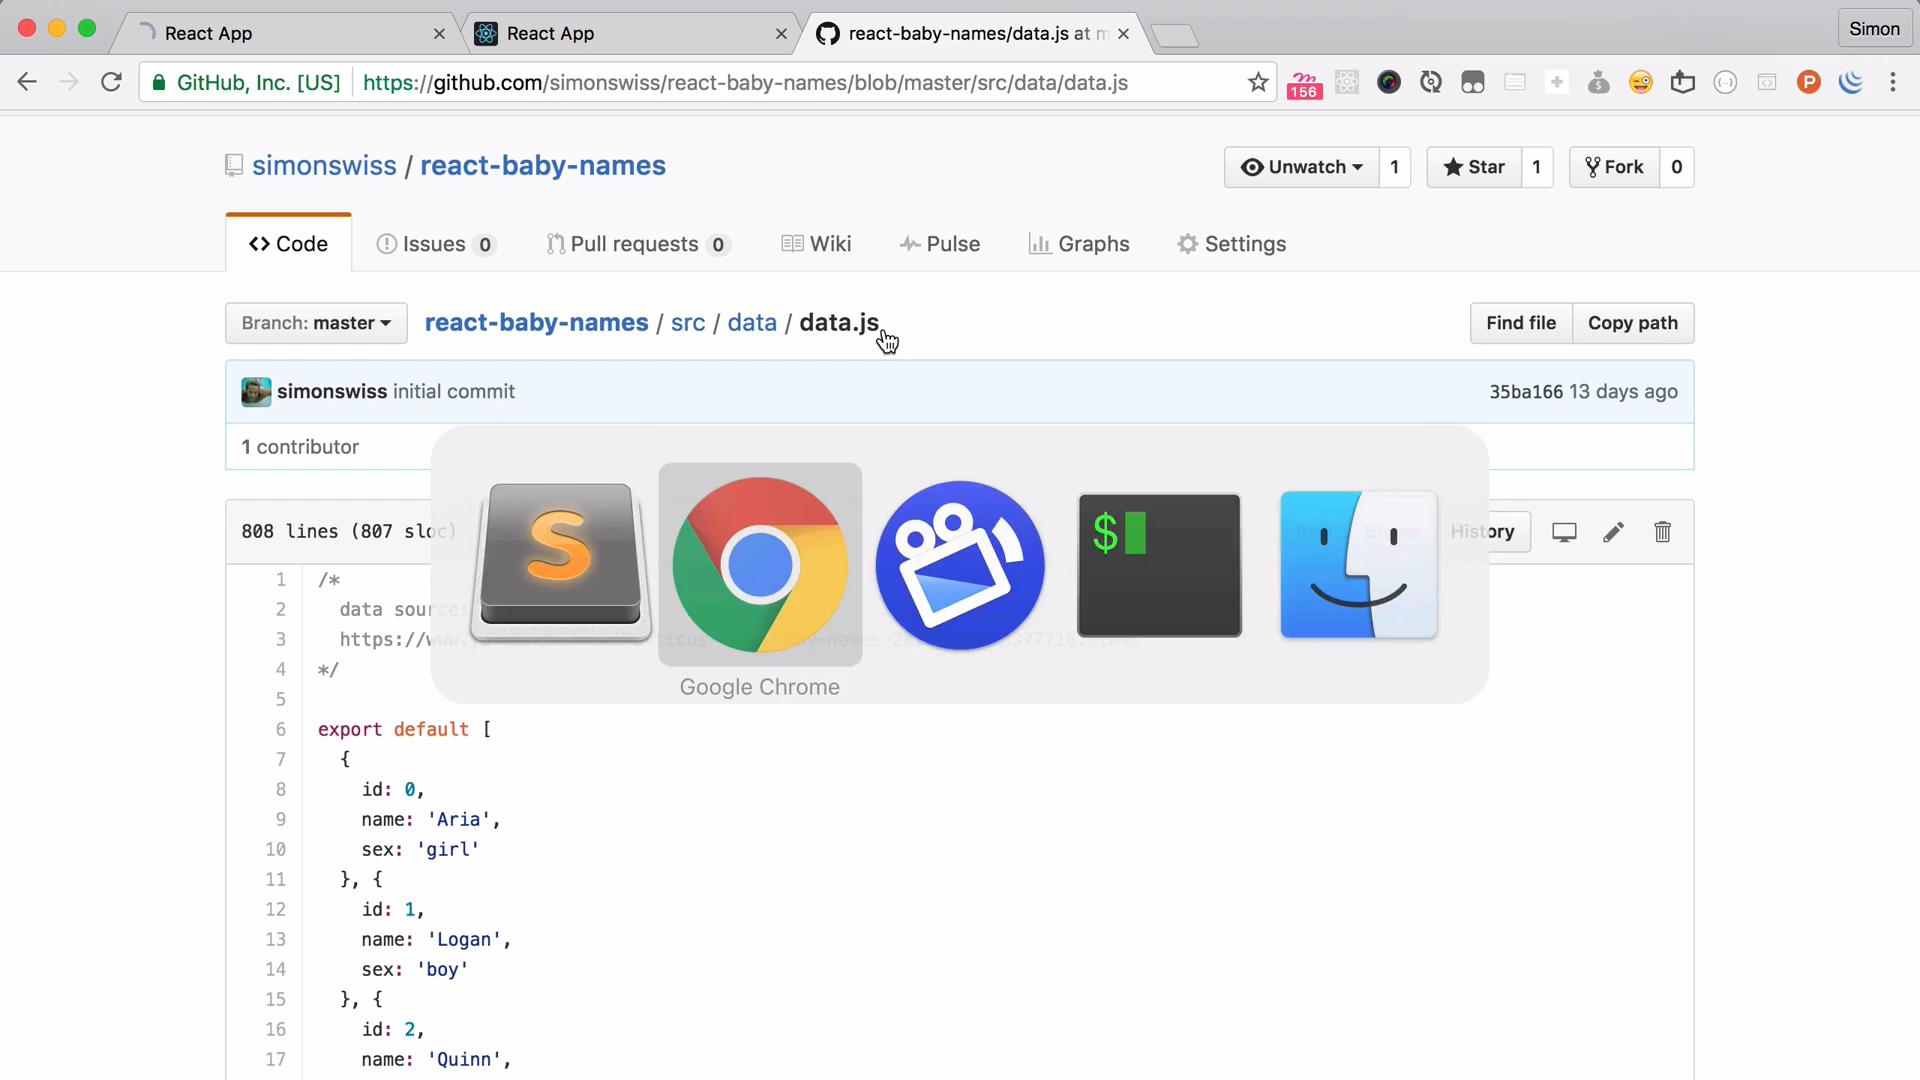 React App
React App
react-baby-names/data.js at m
Simon
GitHub, Inc. [US]
https://github.com/simonswiss/react-baby-names/blob/master/src/data/data.js
156
simonswiss / react-baby-names
Unwatch 1
Star 1
Fork 0
Code
Issues 0
Pull requests 0
Wiki
Pulse
Graphs
Settings
Branch: master
react-baby-names / src / data / data.js
Find file
Copy path
simonswiss initial commit
35ba166 13 days ago
1 contributor
808 lines (807 sloc)
History
S
$
Google Chrome
1 /*
2 data source:
3 https://www.
4 */
5
6 export default [
7 {
8 id: 0,
9 name: 'Aria',
10 sex: 'girl'
11 }, {
12 id: 1,
13 name: 'Logan',
14 sex: 'boy'
15 }, {
16 id: 2,
17 name: 'Quinn',